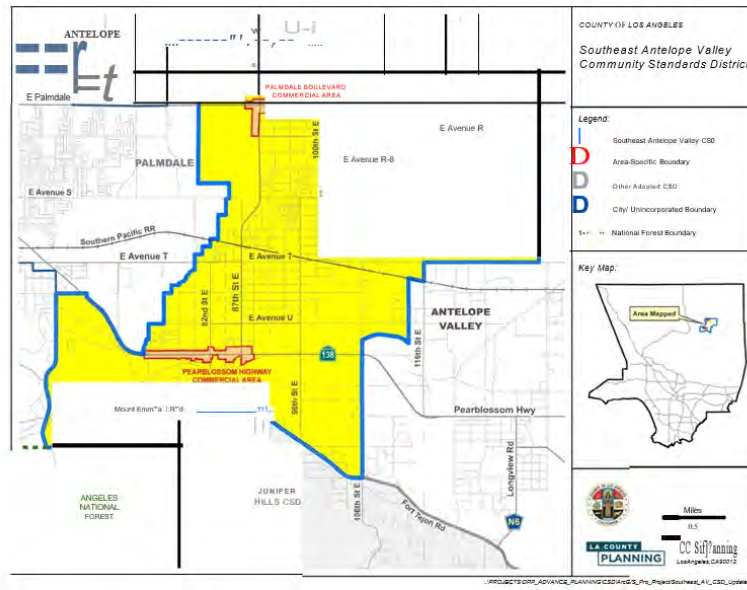 ANTELOPE
U-i
E Palmdale
PALMDALE BOULEVARD
COMMERCIAL AREA
100th St E
E Avenue R
PALMDALE
E Avenue R-8
E Avenue S
Southern Pacific RR
E Avenue T
E Avenue T
82nd St E
87th St E
E Avenue U
ANTELOPE
VALLEY
138
116th St E
PEARBLOSSOM HIGHWAY
COMMERCIAL AREA
96th St E
Pearblossom Hwy
Longview Rd
ANGELES
NATIONAL
FOREST
JUNIPER
HILLS CSD
106th St E
Fort Tejon Rd
N6
COUNTY OF LOS ANGELES
Southeast Antelope Valley
Community Standards District
Legend:
Southeast Antelope Valley CSD
D Area-Specific Boundary
D Other Adopted CSD
D City/ Unincorporated Boundary
National Forest Boundary
Key Map:
Area Mapped
Miles
0.5
LA COUNTY
PLANNING